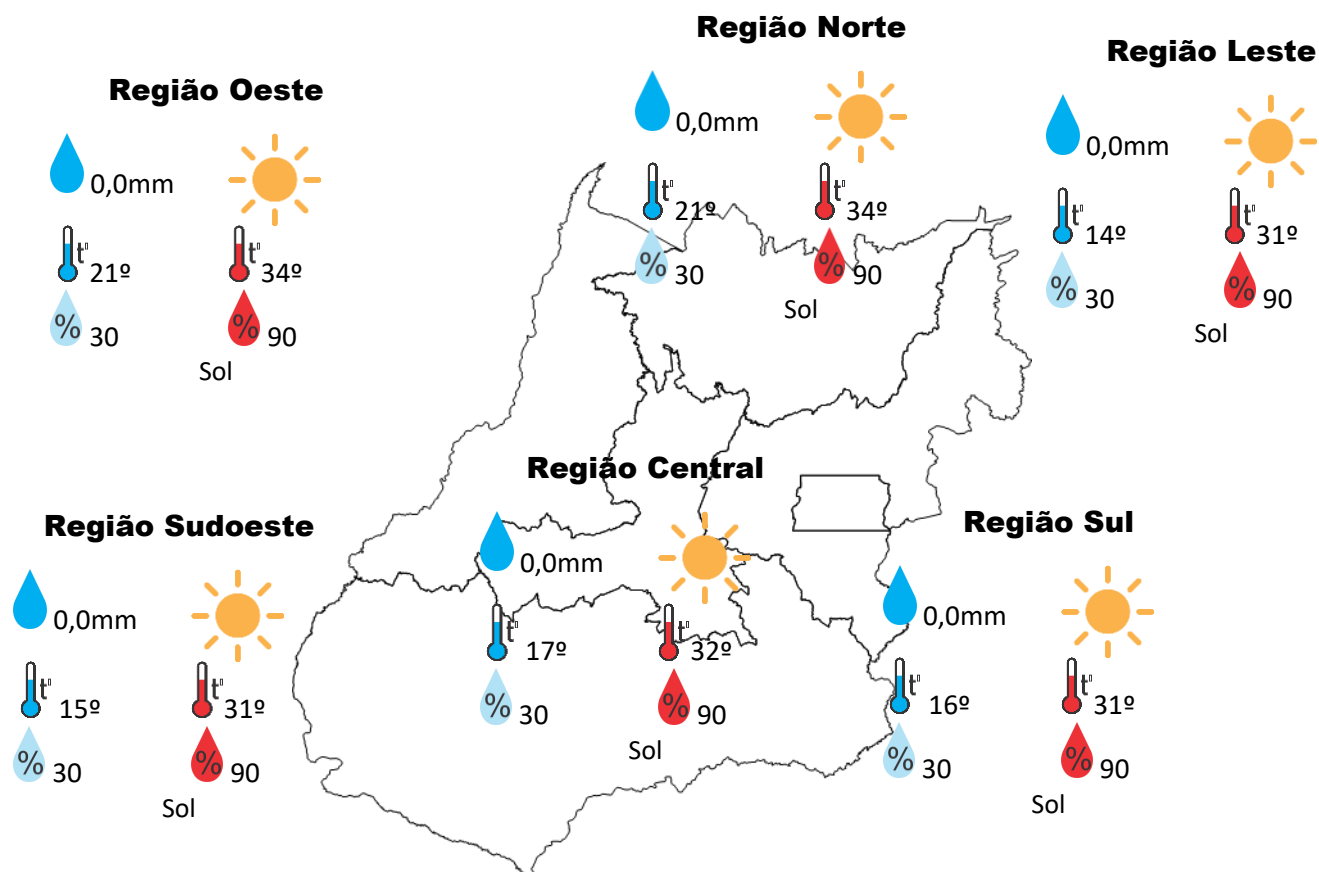 Região Norte
0,0mm
t°
21º
t°
34º
% 30
% 90
Sol
Região Leste
0,0mm
t°
14º
t°
31º
% 30
% 90
Sol
Região Oeste
0,0mm
t°
21º
t°
34º
% 30
% 90
Sol
Região Central
0,0mm
t°
17º
t°
32º
% 30
% 90
Sol
Região Sudoeste
0,0mm
t°
15º
t°
31º
% 30
% 90
Sol
Região Sul
0,0mm
t°
16º
t°
31º
% 30
% 90
Sol